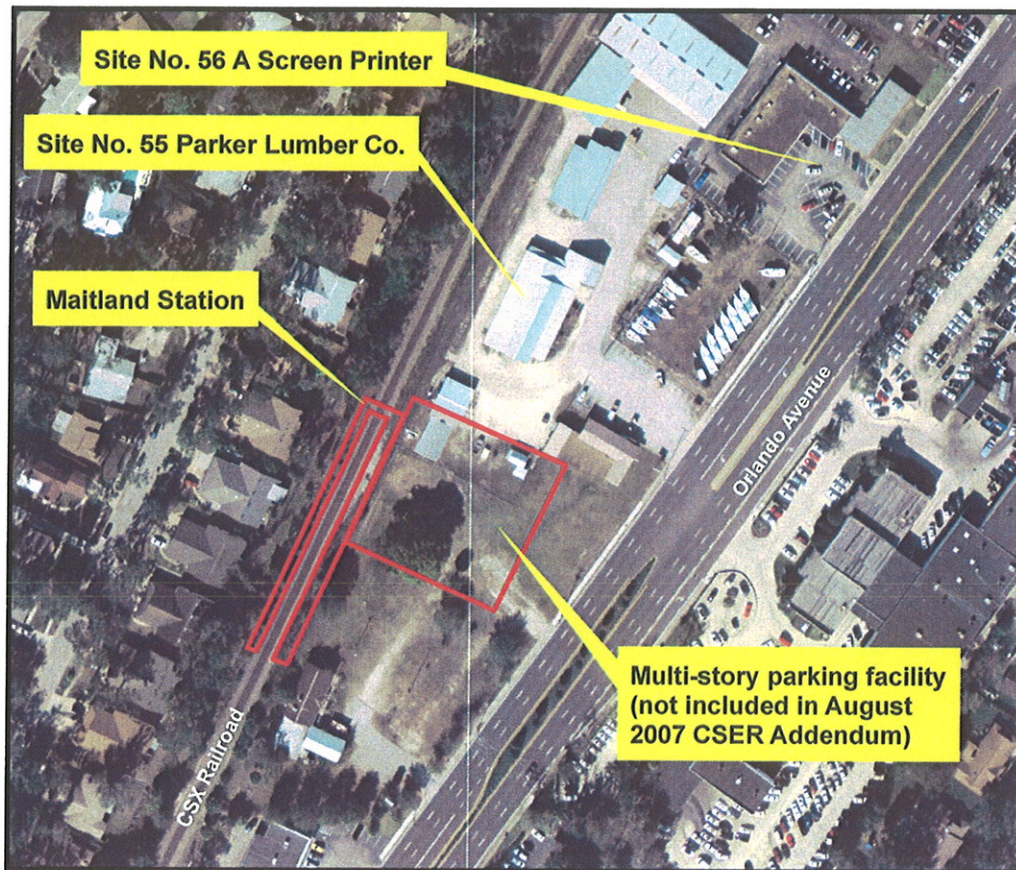 Site No. 56 A Screen Printer
Site No. 55 Parker Lumber Co.
Maitland Station
Orlando Avenue
Multi-story parking facility
(not included in August
2007 CSER Addendum)
CSX Railroad